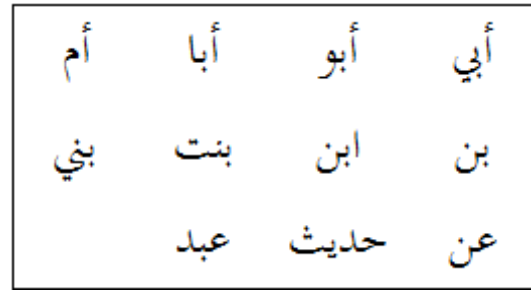 أبي أبو أبا أم
بن ابن بنت بني
عن حديث عبد